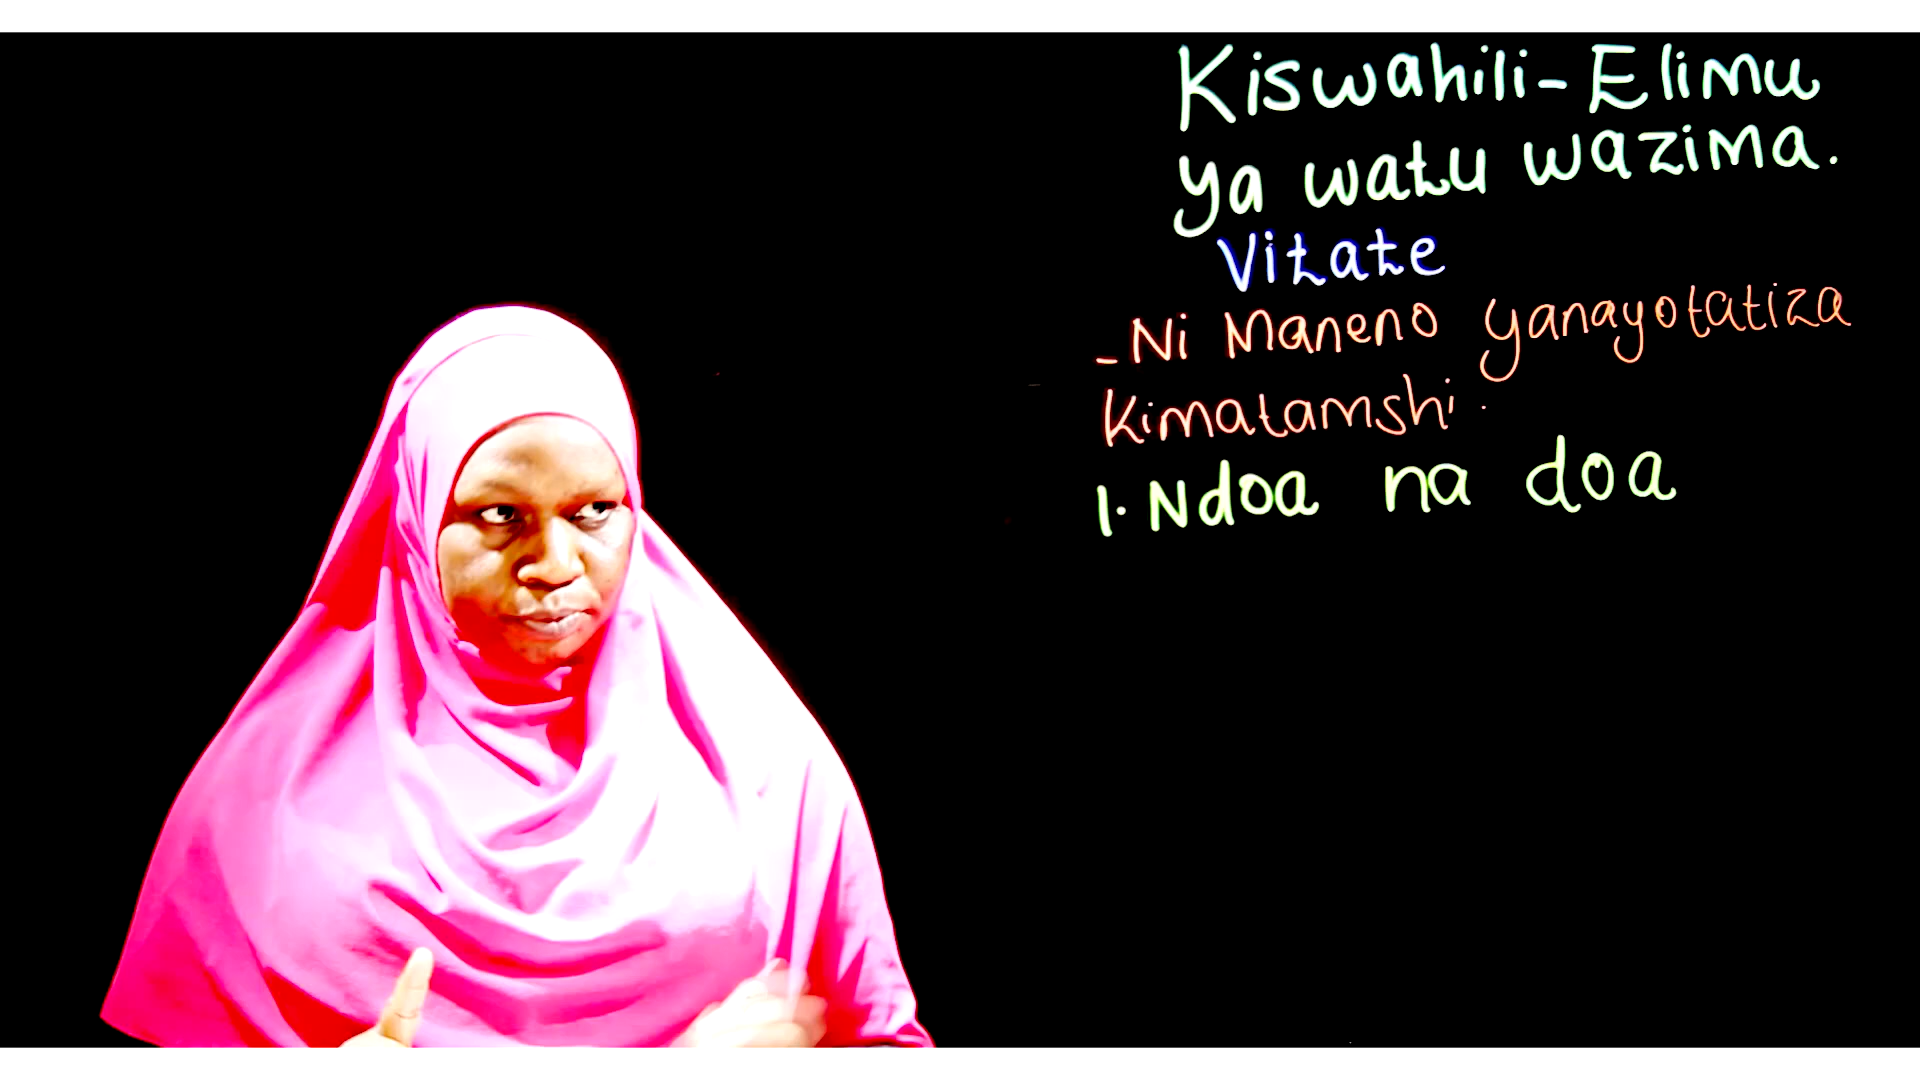 Kiswahili-Elimu
ya watu wazima.
Vitate
-Ni Maneno yanayotatiza
Kimatamshi.
1. Ndoa na doa